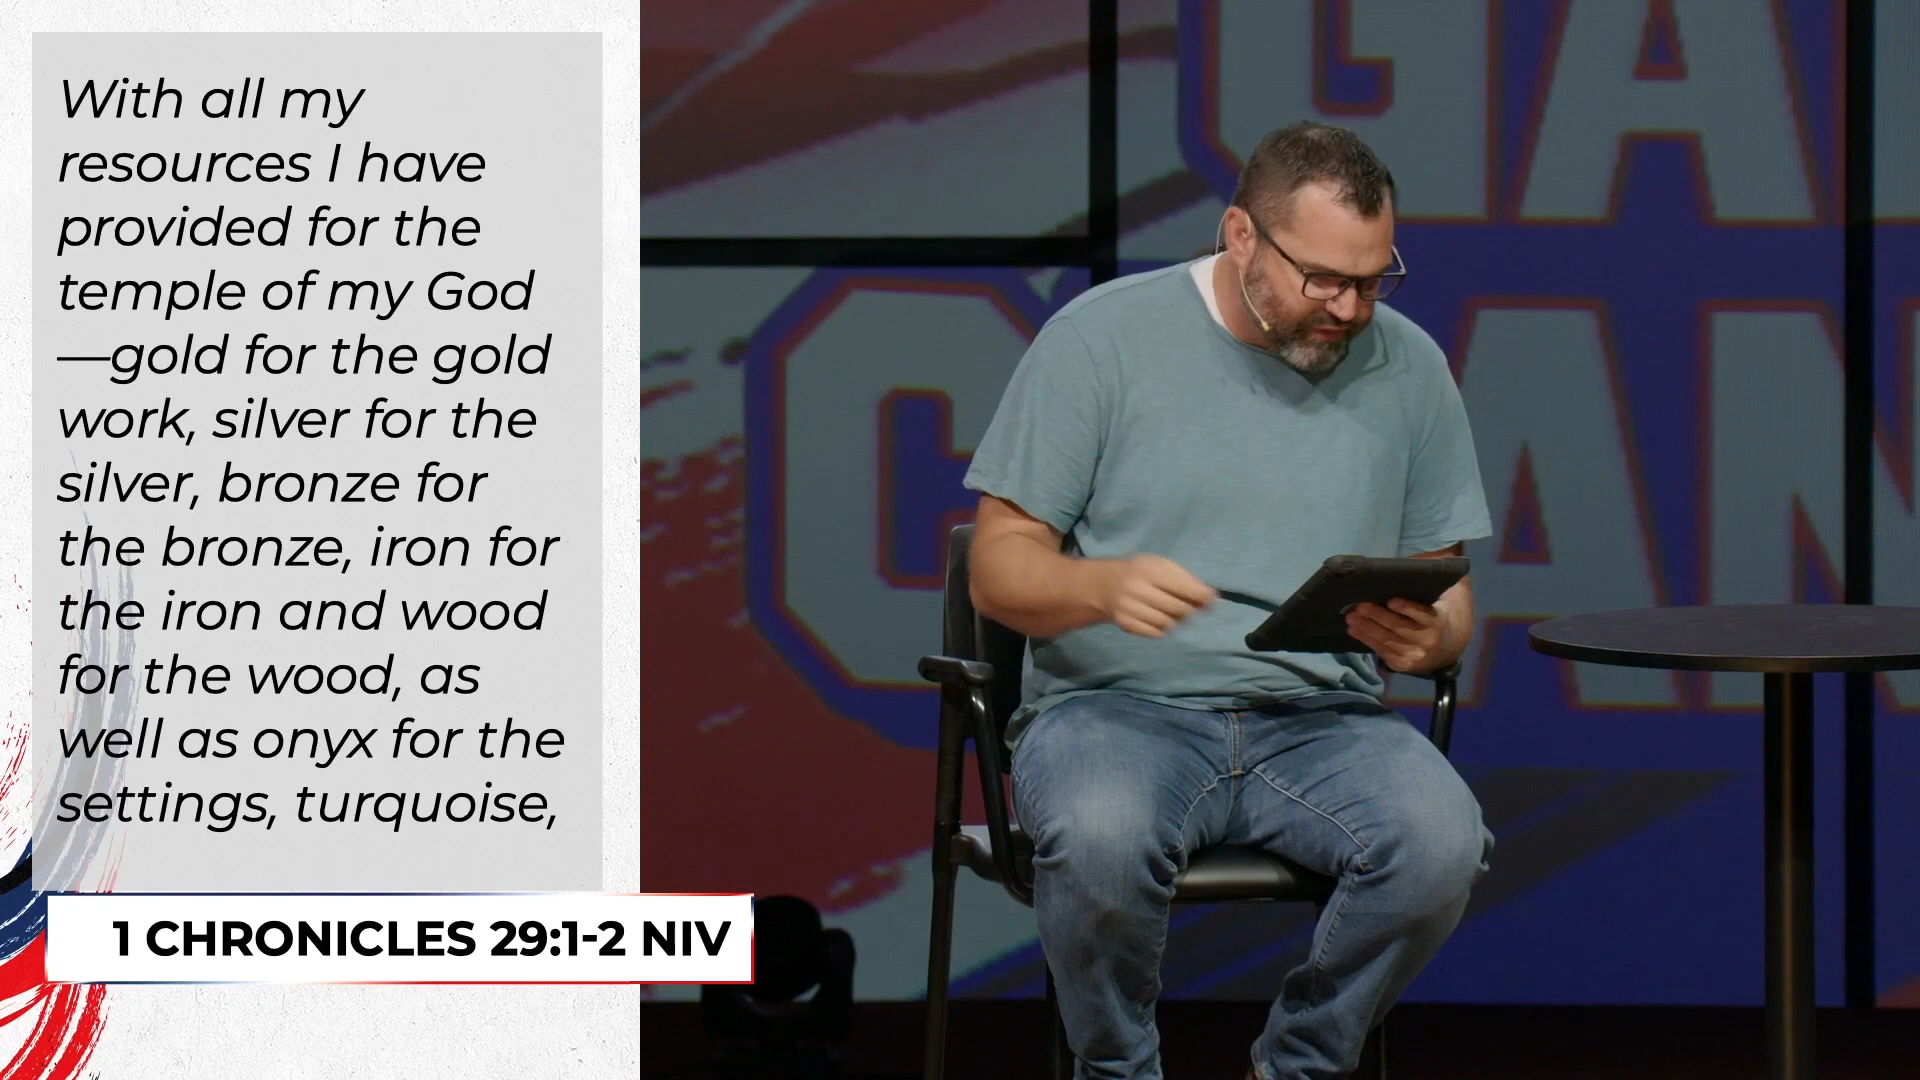 With all my
resources I have
provided for the
temple of my God
—gold for the gold
work, silver for the
silver, bronze for
the bronze, iron for
the iron and wood
for the wood, as
well as onyx for the
settings, turquoise,
1 CHRONICLES 29:1-2 NIV